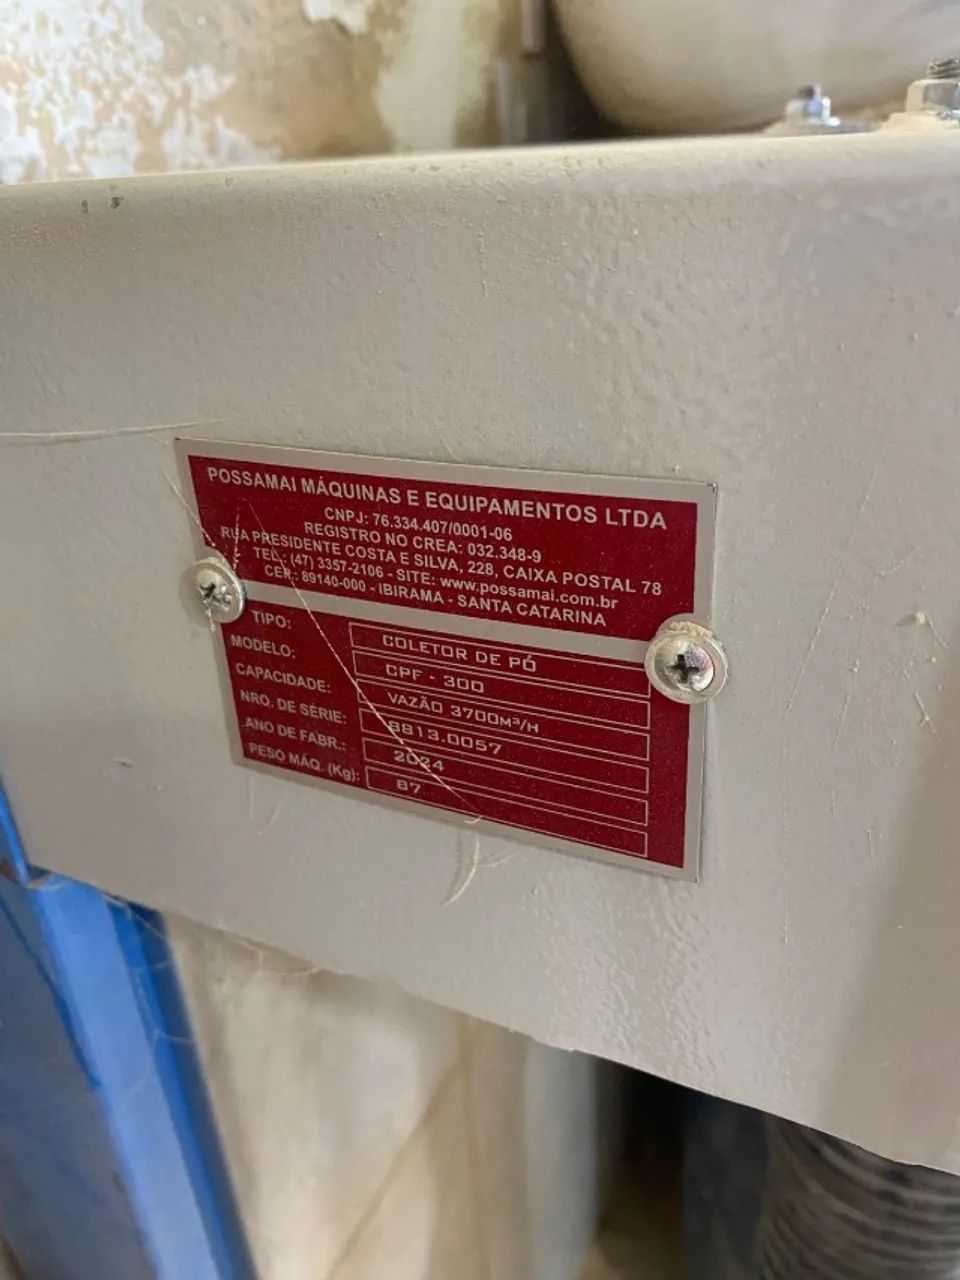 POSSAMAI MÁQUINAS E EQUIPAMENTOS LTDA
CNPJ: 76.334.407/0001-06
REGISTRO NO CREA: 032.348-9
RUA PRESIDENTE COSTA E SILVA, 228, CAIXA POSTAL 78
TEL.: (47) 3357-2106 - SITE: www.possamai.com.br
CEP.: 89140-000 - IBIRAMA - SANTA CATARINA
TIPO: COLETOR DE PÓ
MODELO: CPF - 300
CAPACIDADE: VAZÃO 3700M³/H
NRO. DE SÉRIE: 8813.0057
ANO DE FABR.: 2024
PESO MÁQ. (Kg): 87